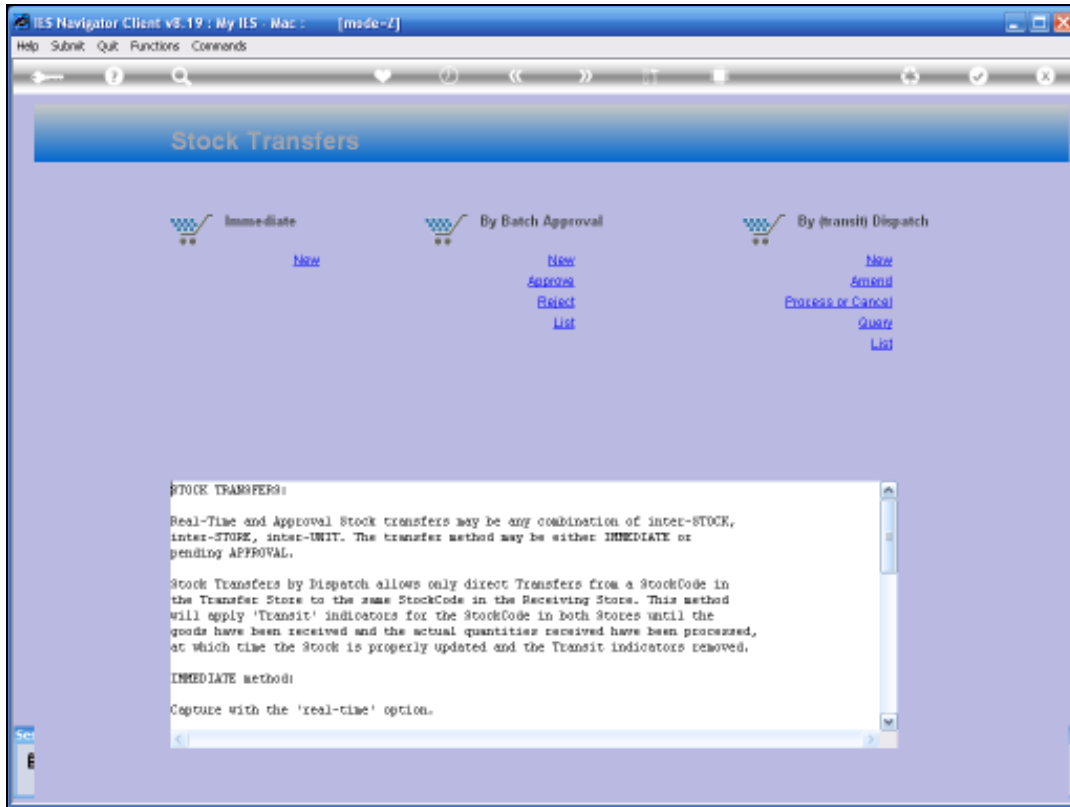 IES Navigator Client v8.19 : My IES - Mac : [mode=Z]
Help Submit Quit Functions Commands
Stock Transfers
Immediate By Batch Approval By (transit) Dispatch
New New New
Approve Amend
Reject Process or Cancel
List Query
List
STOCK TRANSFERS:
Real-Time and Approval Stock transfers may be any combination of inter-STOCK,
inter-STORE, inter-UNIT. The transfer method may be either IMMEDIATE or
pending APPROVAL.
Stock Transfers by Dispatch allows only direct Transfers from a StockCode in
the Transfer Store to the same StockCode in the Receiving Store. This method
will apply 'Transit' indicators for the StockCode in both Stores until the
goods have been received and the actual quantities received have been processed,
at which time the Stock is properly updated and the Transit indicators removed.
IMMEDIATE method:
Capture with the 'real-time' option.